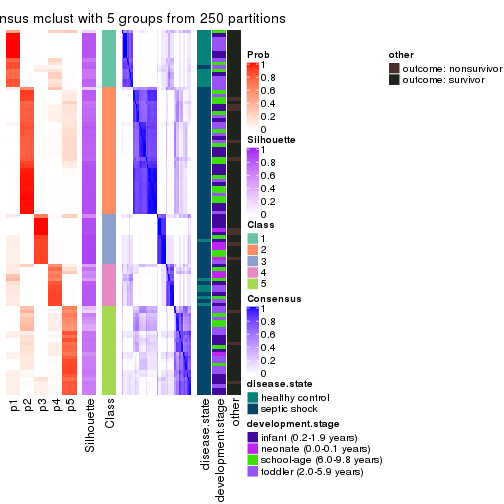 nsus mclust with 5 groups from 250 partitions
Prob
1
0.8
0.6
0.4
0.2
0
Silhouette
1
0.8
0.6
0.4
0.2
0
Class
1
2
3
4
5
Consensus
1
0.8
0.6
0.4
0.2
0
disease.state
healthy control
septic shock
development.stage
infant (0.2-1.9 years)
neonate (0.0-0.1 years)
school-age (6.0-9.8 years)
toddler (2.0-5.9 years)
other
outcome: nonsurvivor
outcome: survivor
p1
p2
p3
p4
p5
Silhouette
Class
disease.state
development.stage
other